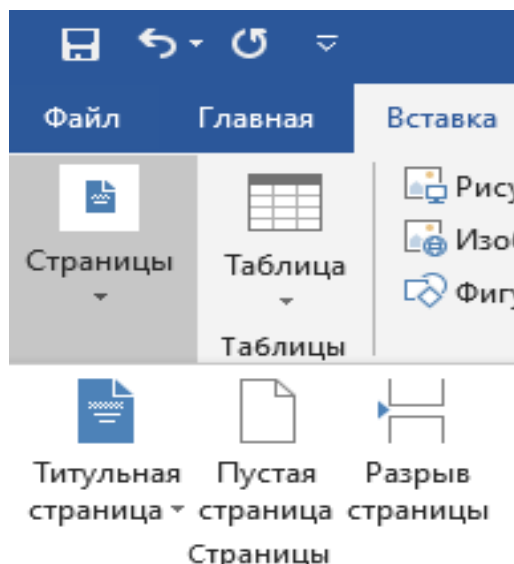 Файл Главная Вставка
Страницы
Таблица
Таблицы
Титульная страница
Пустая страница
Разрыв страницы
Страницы